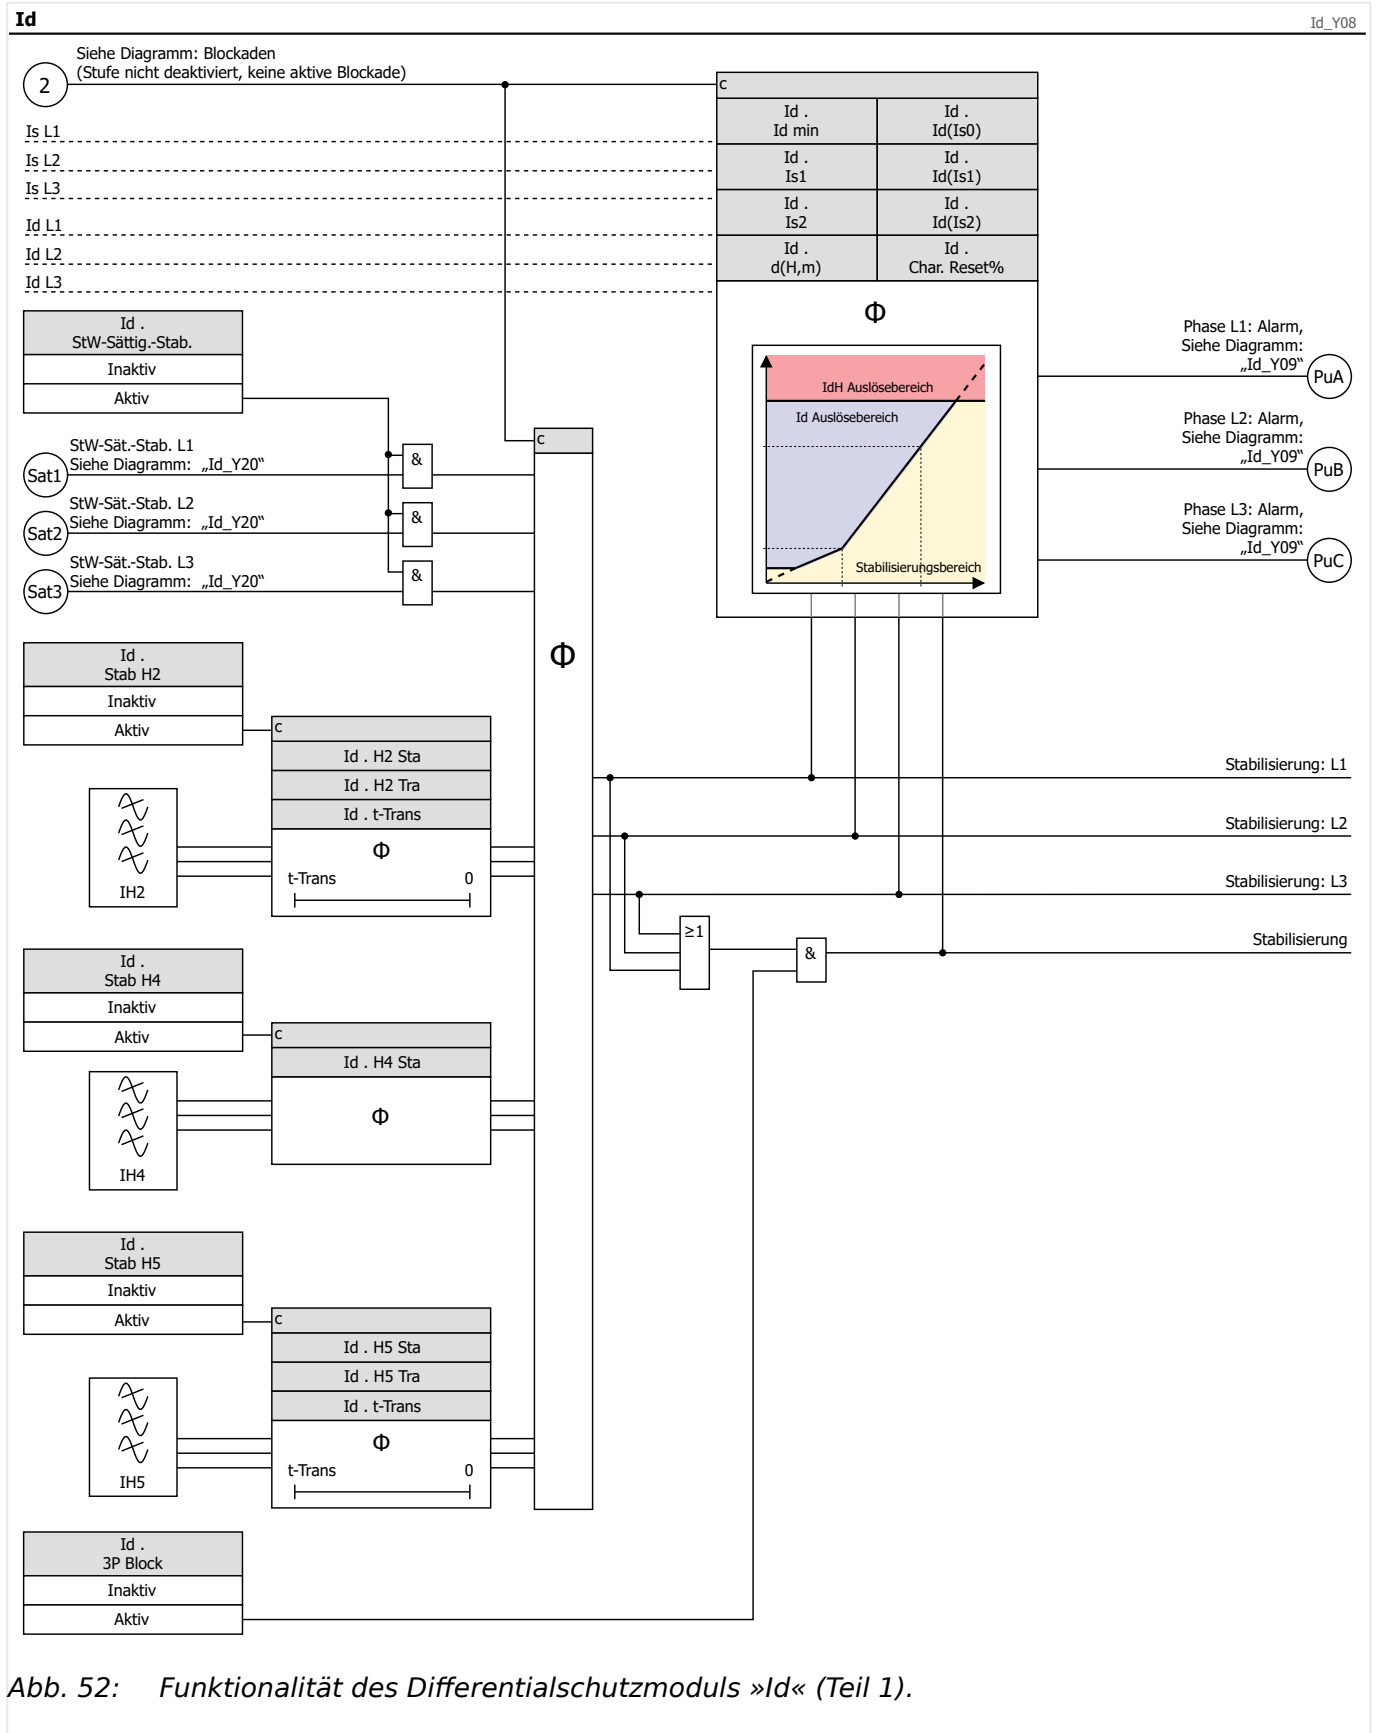 Id
Id_Y08
Siehe Diagramm: Blockaden
(Stufe nicht deaktiviert, keine aktive Blockade)
2
c
Id .
Id min
Id .
Id(Is0)
Id .
Is1
Id .
Id(Is1)
Id .
Is2
Id .
Id(Is2)
Id .
d(H,m)
Id .
Char. Reset%
Is L1
Is L2
Is L3
Id L1
Id L2
Id L3
Φ
IdH Auslösebereich
Id Auslösebereich
Stabilisierungsbereich
Phase L1: Alarm,
Siehe Diagramm:
„Id_Y09“
PuA
Phase L2: Alarm,
Siehe Diagramm:
„Id_Y09“
PuB
Phase L3: Alarm,
Siehe Diagramm:
„Id_Y09“
PuC
Id .
StW-Sättig.-Stab.
Inaktiv
Aktiv
StW-Sät.-Stab. L1
Siehe Diagramm: „Id_Y20“
Sat1
&
StW-Sät.-Stab. L2
Siehe Diagramm: „Id_Y20“
Sat2
&
StW-Sät.-Stab. L3
Siehe Diagramm: „Id_Y20“
Sat3
&
c
Φ
Id .
Stab H2
Inaktiv
Aktiv
c
Id . H2 Sta
Id . H2 Tra
Id . t-Trans
Φ
t-Trans 0
IH2
Stabilisierung: L1
Stabilisierung: L2
Stabilisierung: L3
≥1
&
Stabilisierung
Id .
Stab H4
Inaktiv
Aktiv
c
Id . H4 Sta
Φ
IH4
Id .
Stab H5
Inaktiv
Aktiv
c
Id . H5 Sta
Id . H5 Tra
Id . t-Trans
Φ
t-Trans 0
IH5
Id .
3P Block
Inaktiv
Aktiv
Abb. 52: Funktionalität des Differentialschutzmoduls »Id« (Teil 1).